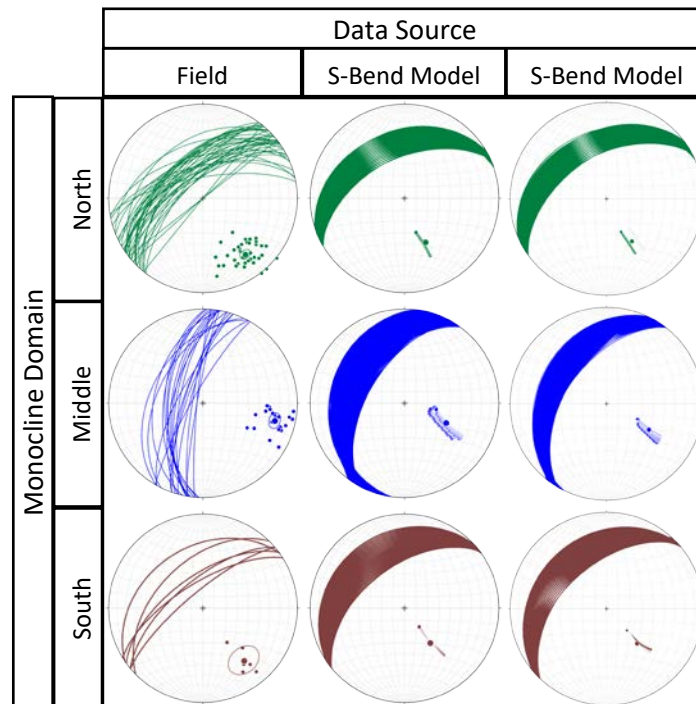 Data Source
Field
S-Bend Model
S-Bend Model
Monocline Domain
North
Middle
South